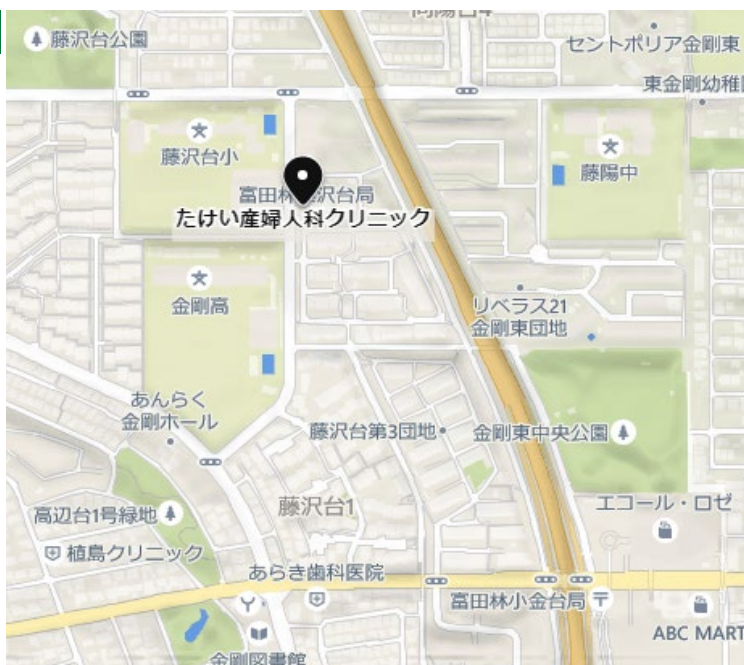 向陽台4
藤沢台公園
セントポリア金剛東
東金剛幼稚園
藤沢台小
藤陽中
富田林藤沢台局
たけい産婦人科クリニック
金剛高
リベラス21
金剛東団地
あんらく
金剛ホール
藤沢台第3団地
金剛東中央公園
高辺台1号緑地
藤沢台1
エコール・ロゼ
植島クリニック
あらき歯科医院
富田林小金台局
金剛図書館
ABC MART